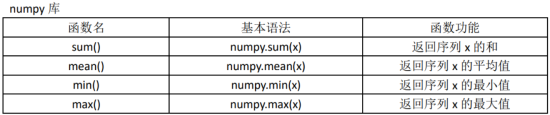 numpy 库
函数名 基本语法 函数功能
sum() numpy.sum(x) 返回序列 x 的和
mean() numpy.mean(x) 返回序列 x 的平均值
min() numpy.min(x) 返回序列 x 的最小值
max() numpy.max(x) 返回序列 x 的最大值